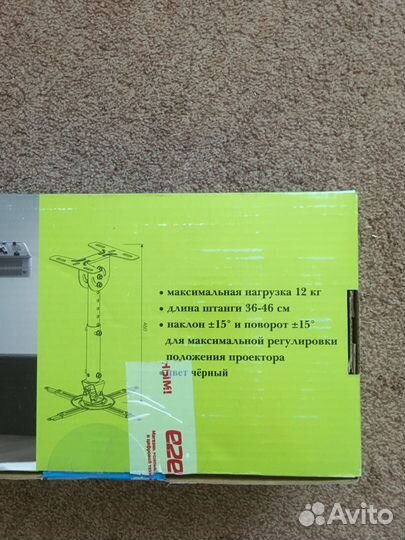 • максимальная нагрузка 12 кг
• длина штанги 36-46 см
• наклон ±15° и поворот ±15°
для максимальной регулировки
положения проектора
цвет чёрный
Avito